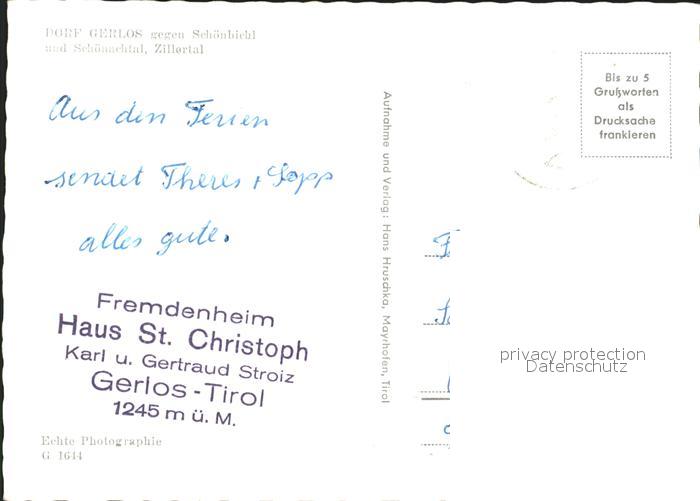 DORF GERLOS gegen Schönbichl
und Schönachtal, Zillertal
Aus den Ferien
sendet Theres + Sepp
alles gute.
Fremdenheim
Haus St. Christoph
Karl u. Gertraud Stroiz
Gerlos - Tirol
1245 m ü. M.
Echte Photographie
G 1644
Aufnahme und Verlag: Hans Hruschka, Mayrhofen, Tirol
Bis zu 5
Grußworten
als
Drucksache
frankieren
privacy protection
Datenschutz